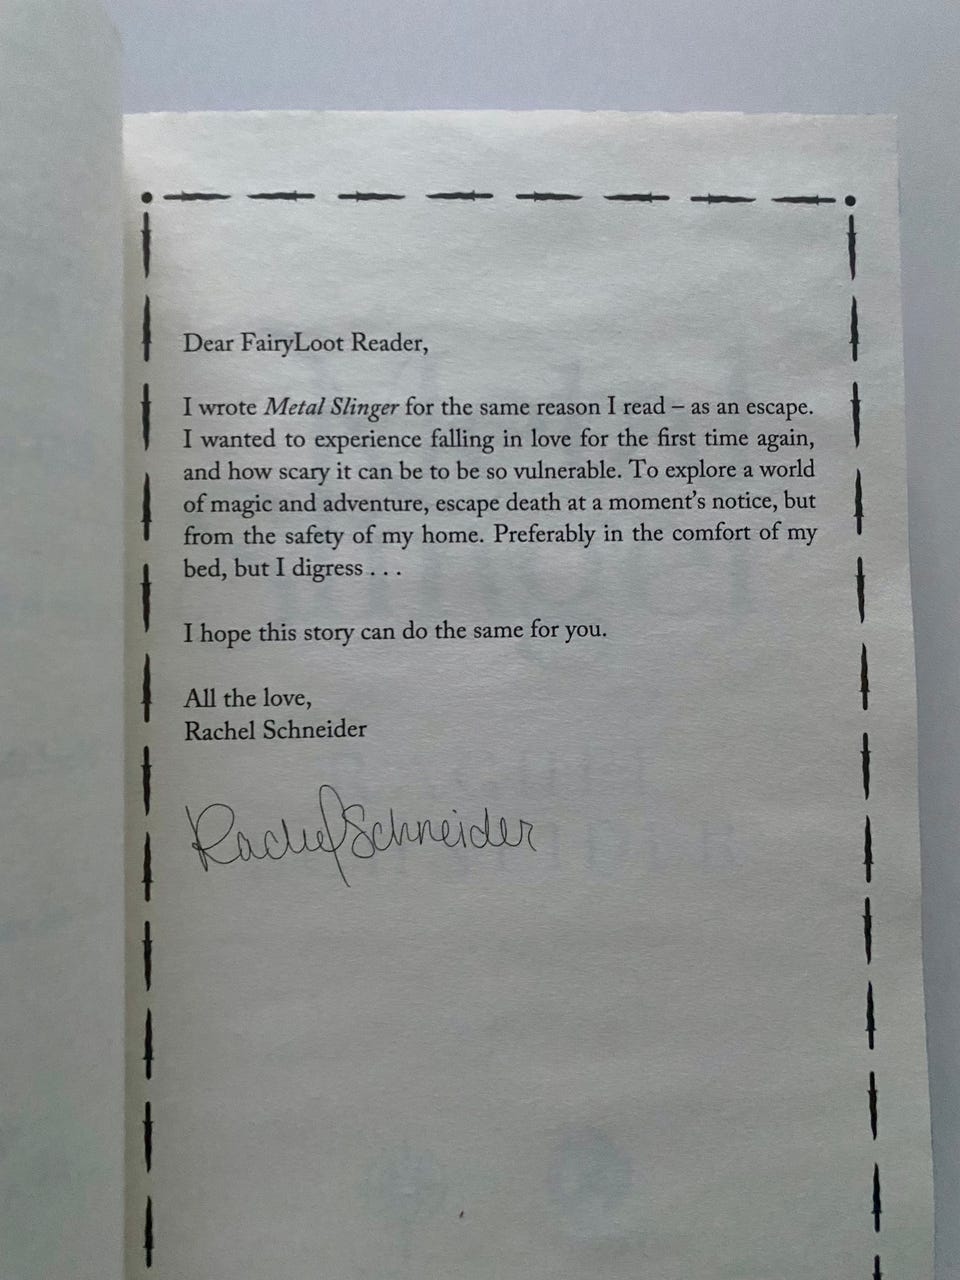 Dear FairyLoot Reader,
I wrote Metal Slinger for the same reason I read – as an escape.
I wanted to experience falling in love for the first time again,
and how scary it can be to be so vulnerable. To explore a world
of magic and adventure, escape death at a moment's notice, but
from the safety of my home. Preferably in the comfort of my
bed, but I digress . . .
I hope this story can do the same for you.
All the love,
Rachel Schneider
Rachel Schneider